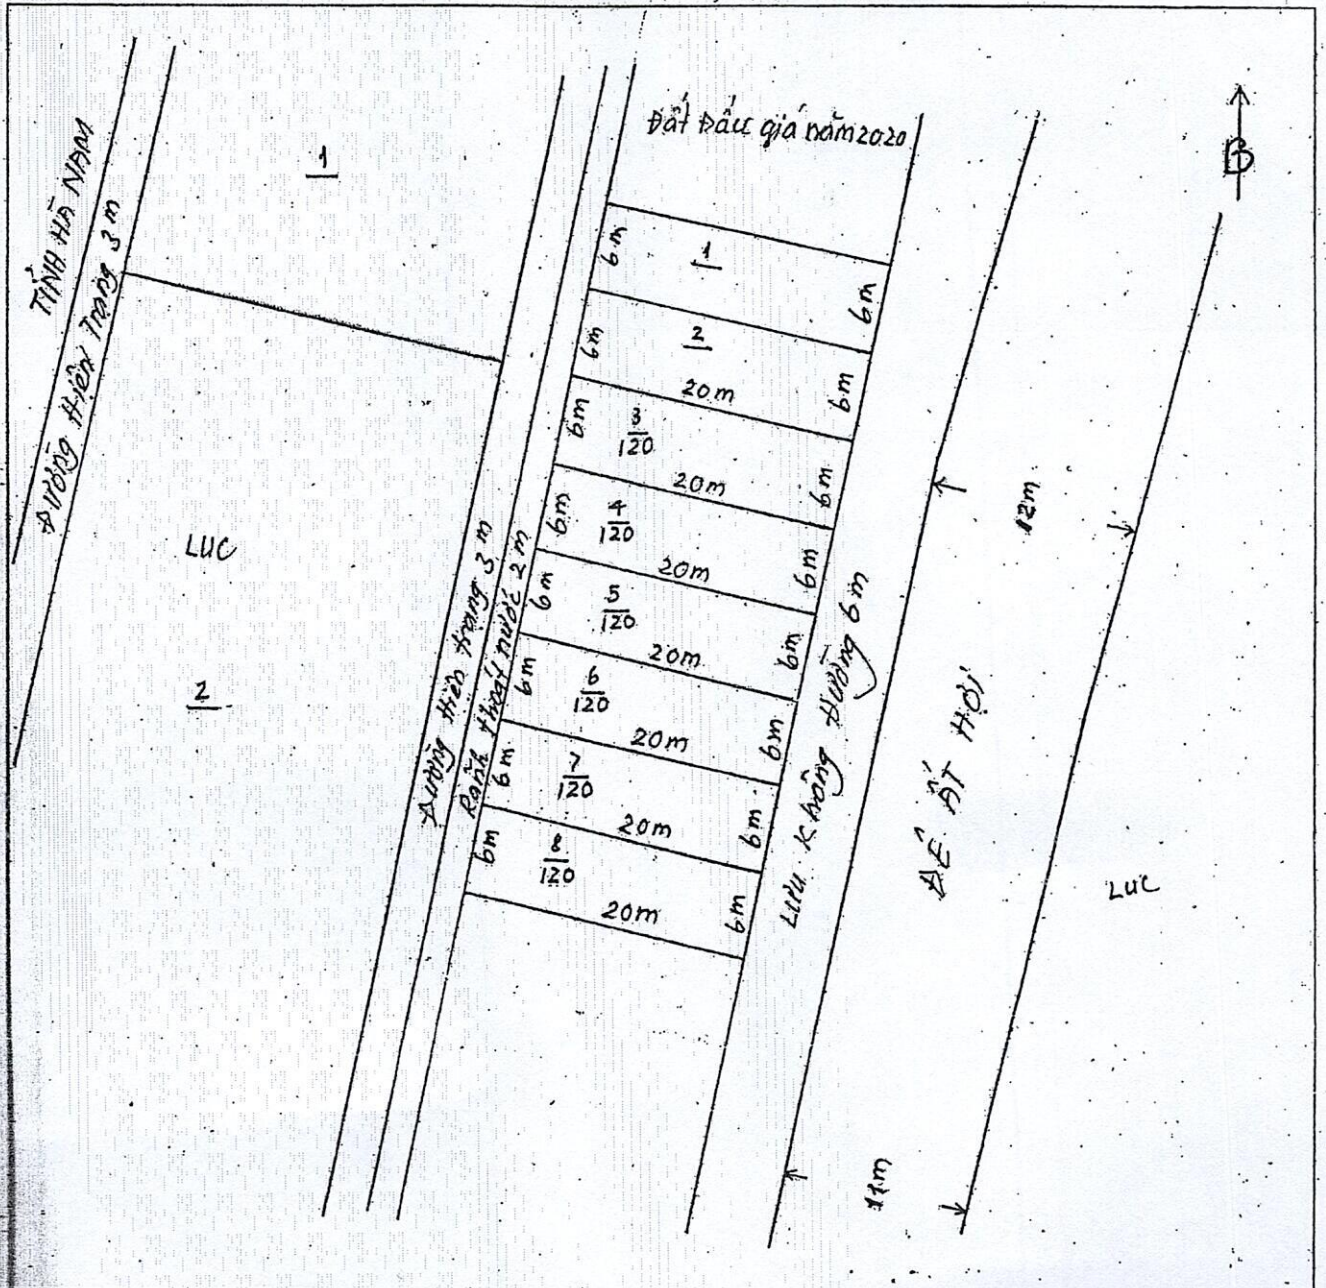 Đất Đấu giá năm 2020
B
TỈNH HÀ NAM
Đường Hiện Trạng 3 m
1
LUC
2
Đường hiện trạng 3 m
Rãnh thoát nước 2 m
6m
1
6m
6m
2
6m
20m
6m
3
120
6m
20m
6m
4
120
6m
20m
6m
5
120
6m
20m
6m
6
120
6m
20m
6m
7
120
6m
20m
6m
8
120
6m
20m
LƯU KHÔNG ĐƯỜNG 6m
12m
ĐÊ ẤT HỢI
LUC
11m